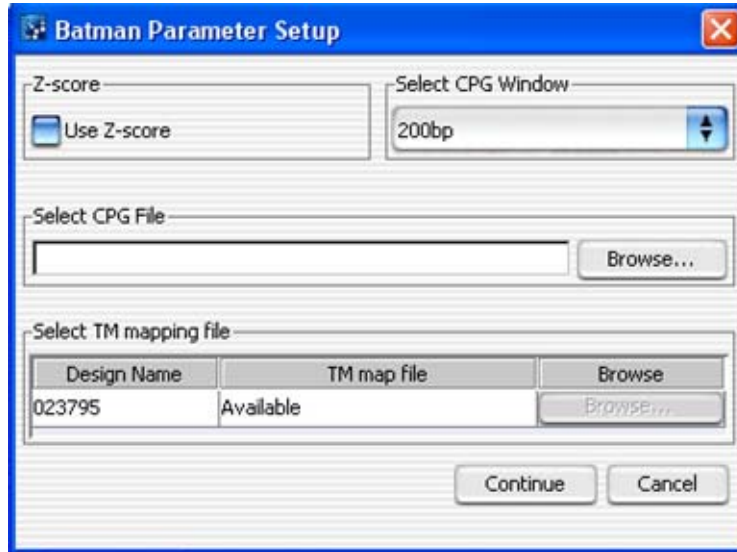 Batman Parameter Setup
Z-score
Select CPG Window
Use Z-score
200bp
Select CPG File
Browse...
Select TM mapping file
Design Name TM map file Browse
023795 Available Browse...
Continue Cancel